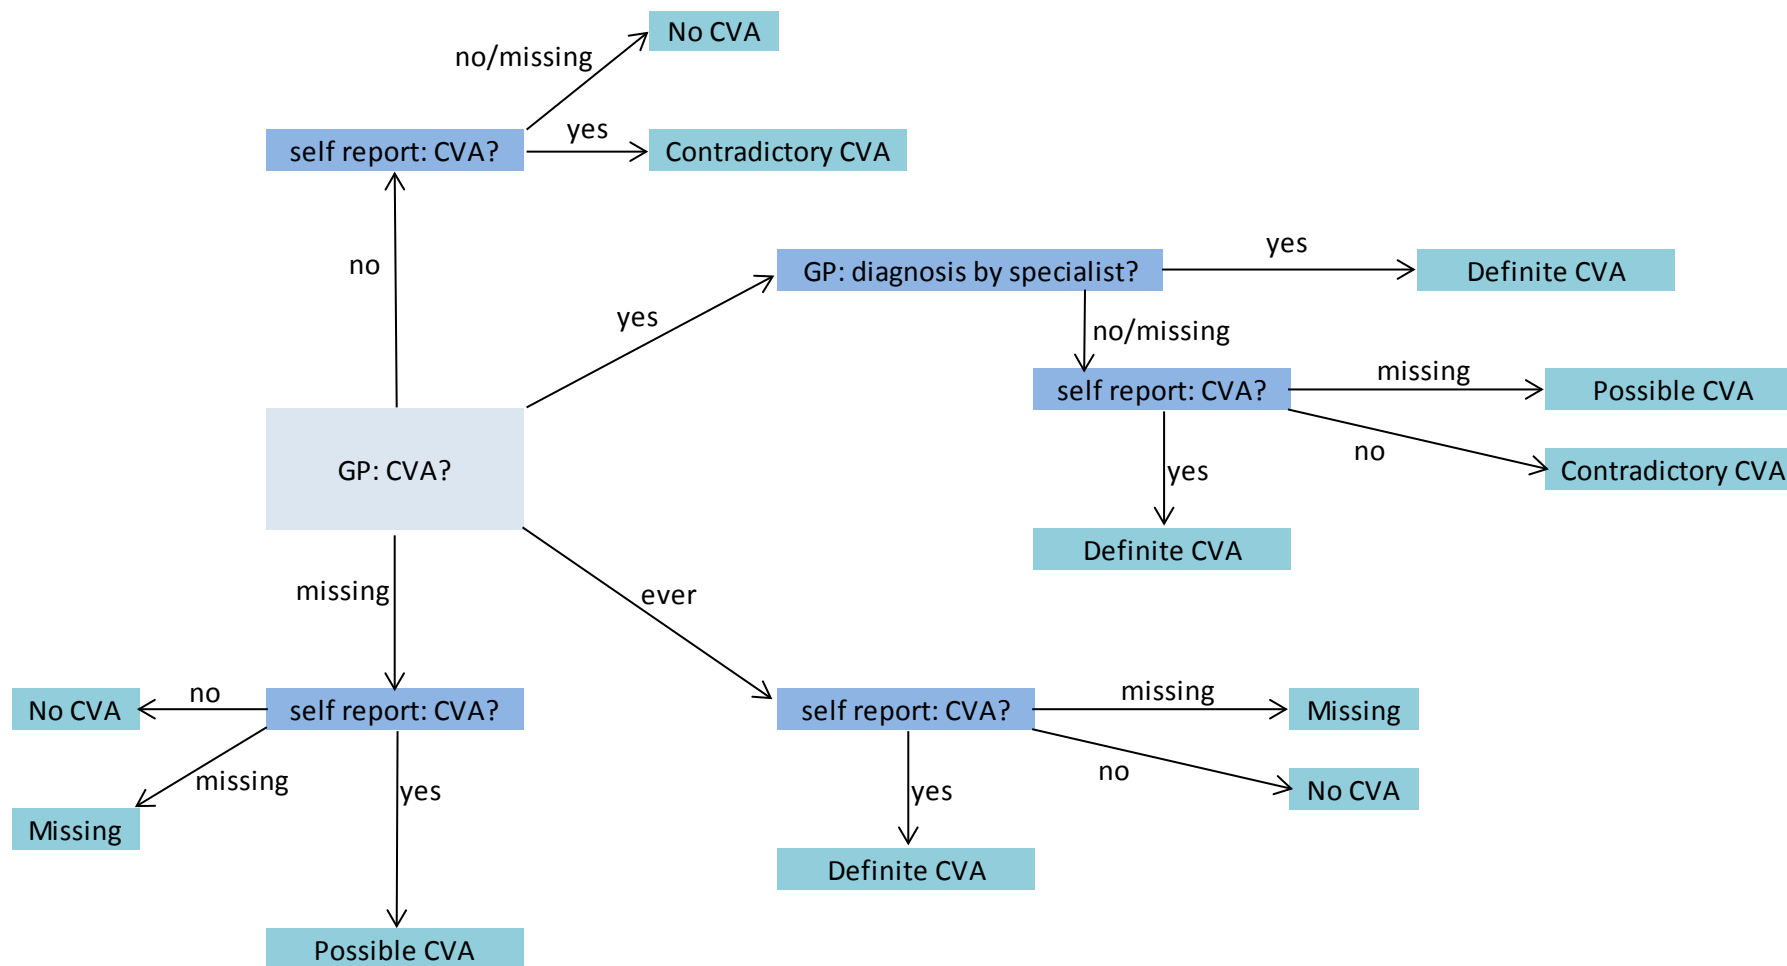 No CVA
no/missing
yes
self report: CVA?
Contradictory CVA
no
yes
GP: diagnosis by specialist?
yes
Definite CVA
no/missing
missing
self report: CVA?
Possible CVA
no
yes
Contradictory CVA
Definite CVA
GP: CVA?
missing
ever
no
No CVA
self report: CVA?
missing
Missing
yes
Possible CVA
self report: CVA?
missing
Missing
no
No CVA
yes
Definite CVA